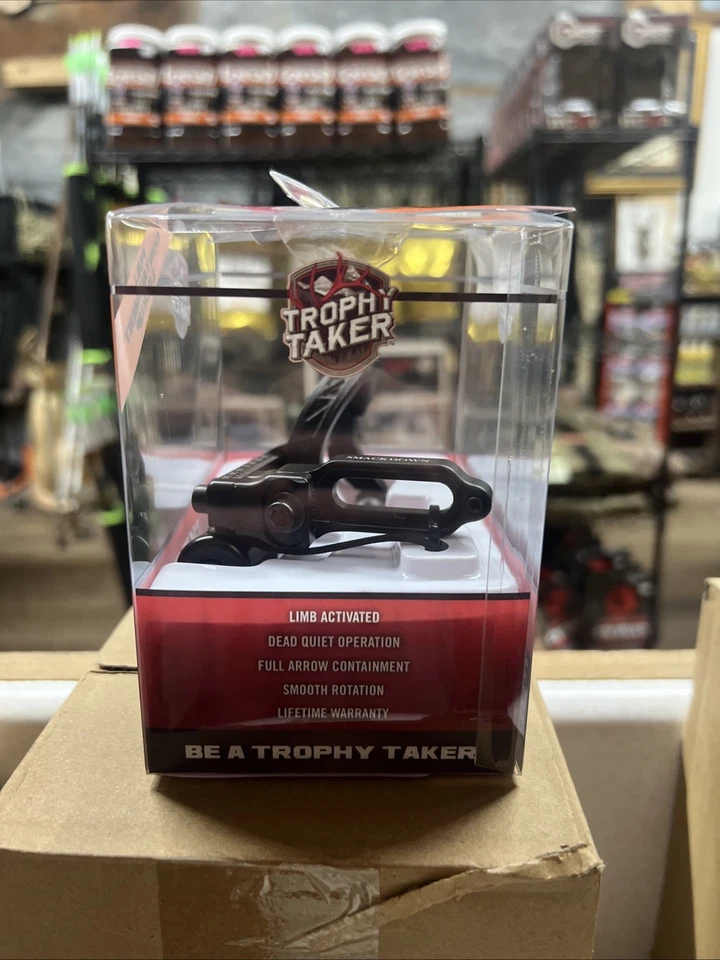 TROPHY
TAKER
SMACKDOWN
LIMB ACTIVATED
DEAD QUIET OPERATION
FULL ARROW CONTAINMENT
SMOOTH ROTATION
LIFETIME WARRANTY
BE A TROPHY TAKER